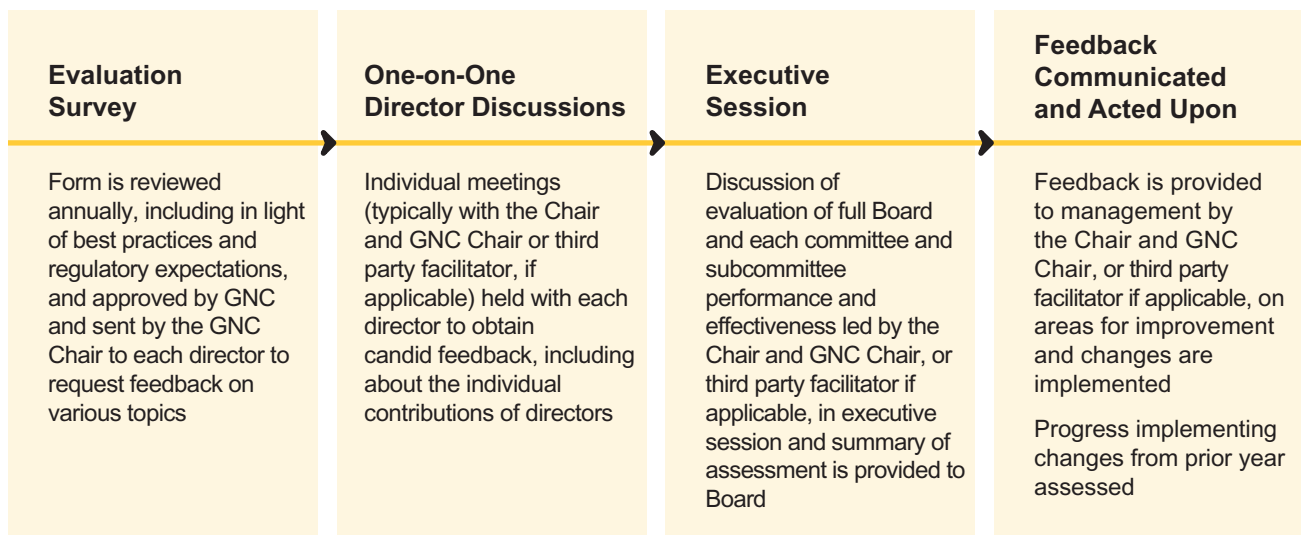 Evaluation
Survey
Form is reviewed
annually, including in light
of best practices and
regulatory expectations,
and approved by GNC
and sent by the GNC
Chair to each director to
request feedback on
various topics
One-on-One
Director Discussions
Individual meetings
(typically with the Chair
and GNC Chair or third
party facilitator, if
applicable) held with each
director to obtain
candid feedback, including
about the individual
contributions of directors
Executive
Session
Discussion of
evaluation of full Board
and each committee and
subcommittee
performance and
effectiveness led by the
Chair and GNC Chair, or
third party facilitator if
applicable, in executive
session and summary of
assessment is provided to
Board
Feedback
Communicated
and Acted Upon
Feedback is provided
to management by
the Chair and GNC
Chair, or third party
facilitator if applicable, on
areas for improvement
and changes are
implemented
Progress implementing
changes from prior year
assessed